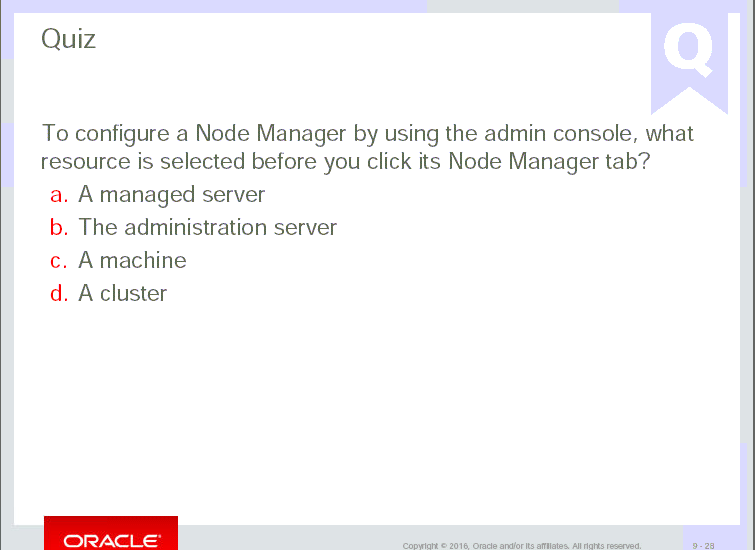 Quiz
Q
To configure a Node Manager by using the admin console, what
resource is selected before you click its Node Manager tab?
a. A managed server
b. The administration server
c. A machine
d. A cluster
ORACLE
Copyright © 2016, Oracle and/or its affiliates. All rights reserved.
9 - 28